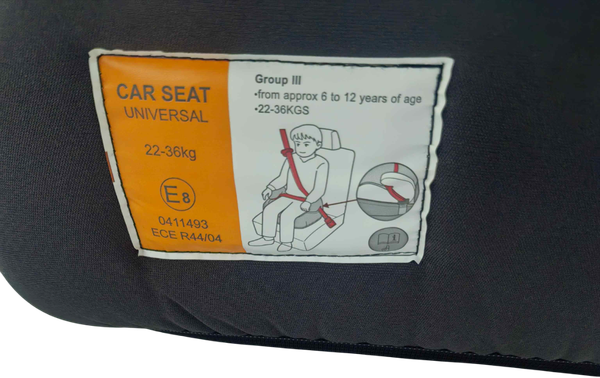 CAR SEAT
UNIVERSAL
22-36kg
E8
0411493
ECE R44/04
Group III
•from approx 6 to 12 years of age
•22-36KGS